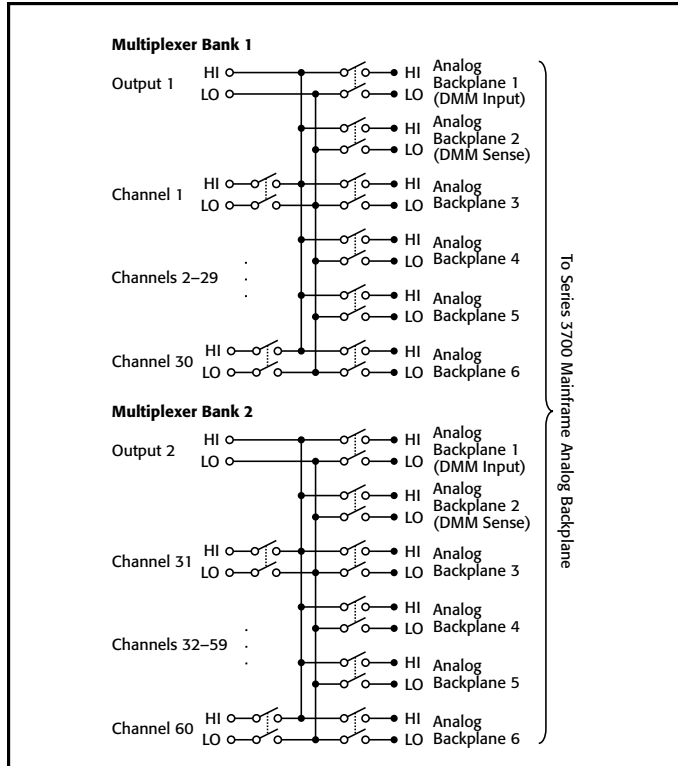 Multiplexer Bank 1
Output 1
HI
LO
HI
LO
Analog
Backplane 1
(DMM Input)
HI
LO
Analog
Backplane 2
(DMM Sense)
Channel 1
HI
LO
HI
LO
Analog
Backplane 3
Channels 2–29
HI
LO
Analog
Backplane 4
HI
LO
Analog
Backplane 5
Channel 30
HI
LO
HI
LO
Analog
Backplane 6
Multiplexer Bank 2
Output 2
HI
LO
HI
LO
Analog
Backplane 1
(DMM Input)
HI
LO
Analog
Backplane 2
(DMM Sense)
Channel 31
HI
LO
HI
LO
Analog
Backplane 3
Channels 32–59
HI
LO
Analog
Backplane 4
HI
LO
Analog
Backplane 5
Channel 60
HI
LO
HI
LO
Analog
Backplane 6
To Series 3700 Mainframe Analog Backplane